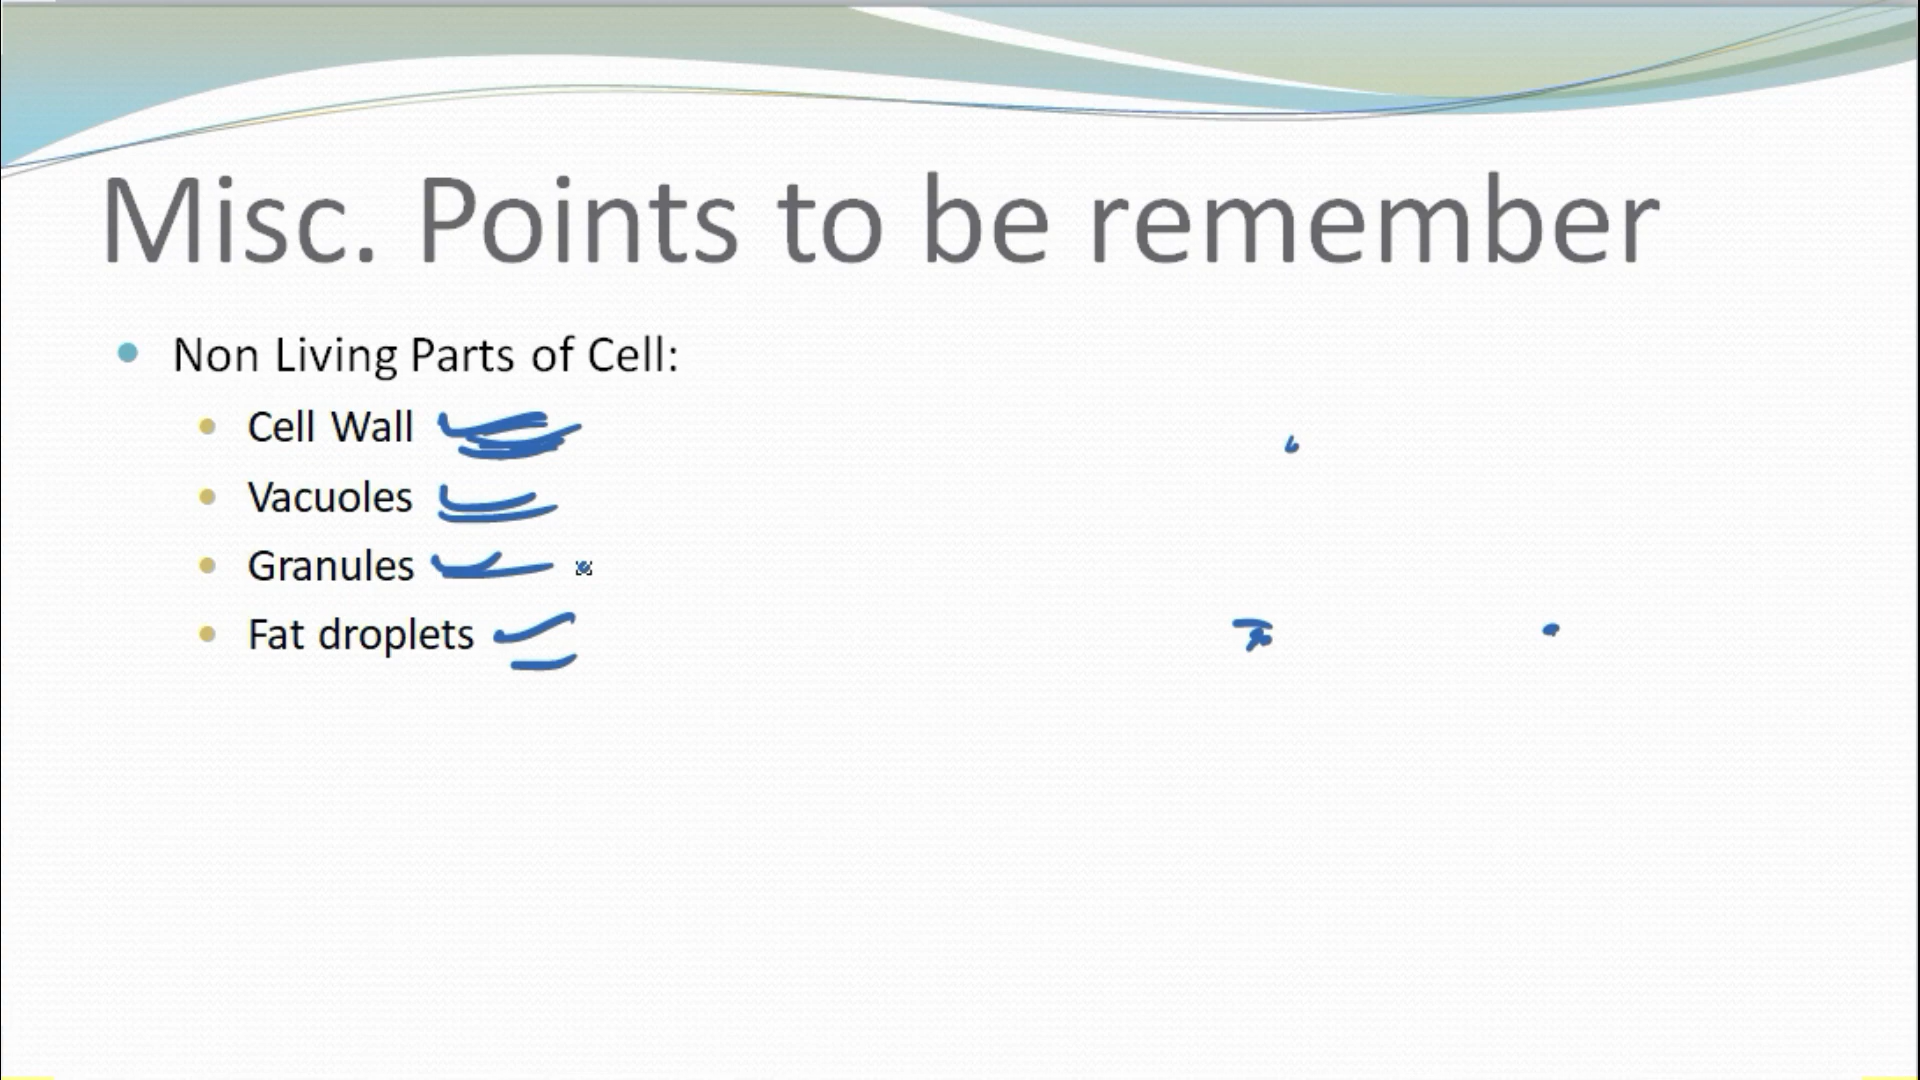 Misc. Points to be remember
Non Living Parts of Cell:
Cell Wall
Vacuoles
Granules
Fat droplets